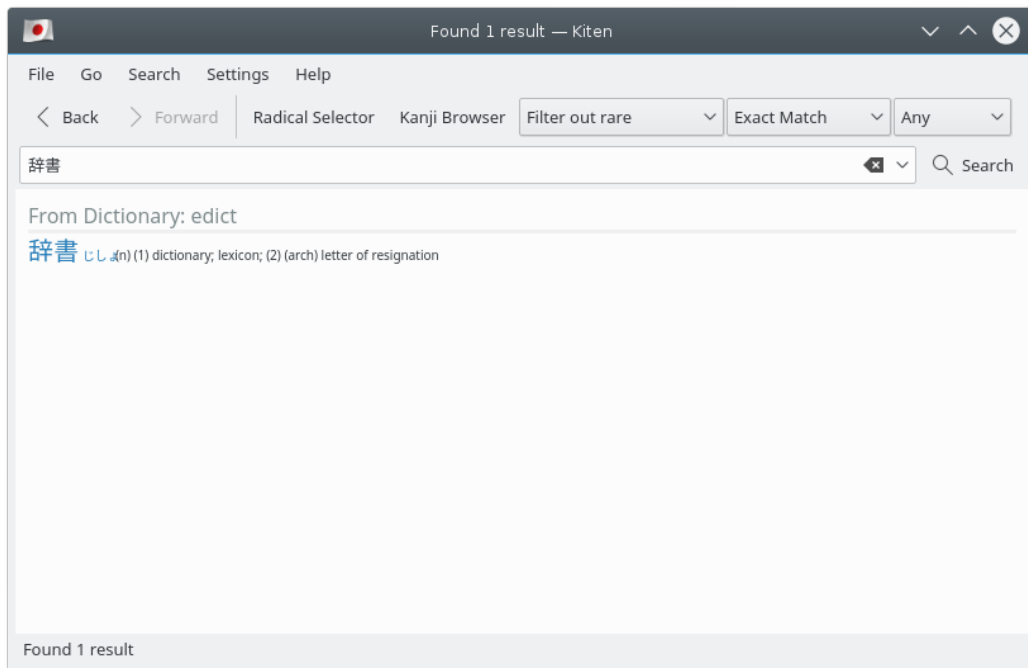 Found 1 result — Kiten
File Go Search Settings Help
Back Forward Radical Selector Kanji Browser Filter out rare Exact Match Any
辞書 Search
From Dictionary: edict
辞書 じしょ (n) (1) dictionary; lexicon; (2) (arch) letter of resignation
Found 1 result